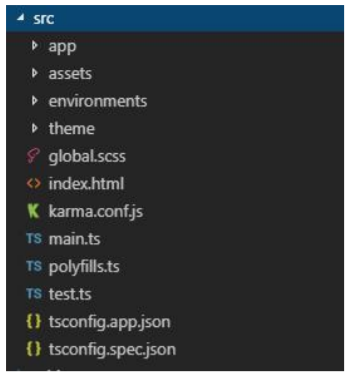 src
app
assets
environments
theme
global.scss
index.html
karma.conf.js
TS main.ts
TS polyfills.ts
TS test.ts
{} tsconfig.app.json
{} tsconfig.spec.json